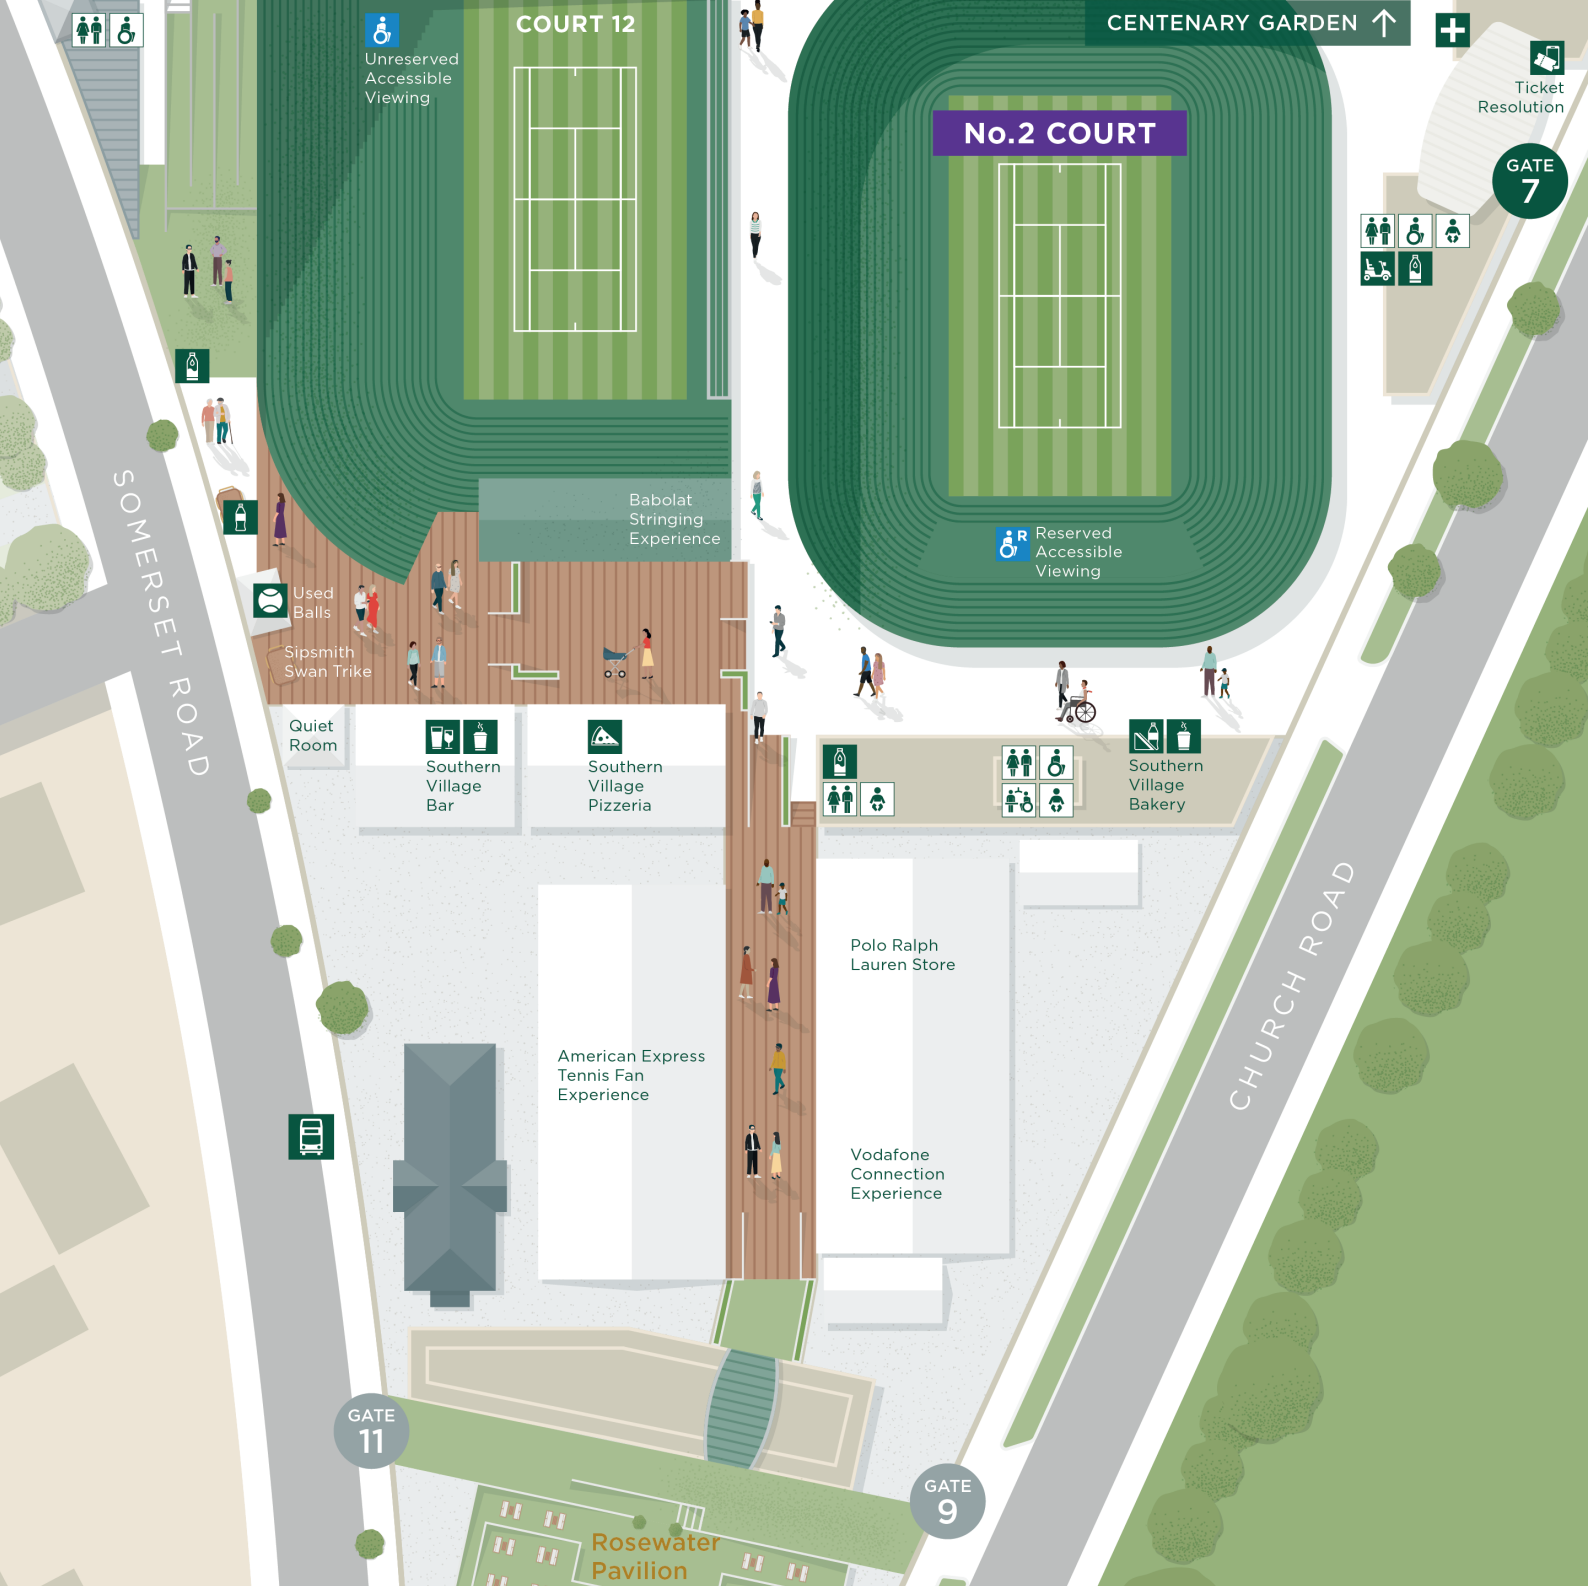 COURT 12
CENTENARY GARDEN
Unreserved
Accessible
Viewing
Ticket
Resolution
No.2 COURT
GATE
7
SOMERSET ROAD
Babolat
Stringing
Experience
R
Reserved
Accessible
Viewing
Used
Balls
Sipsmith
Swan Trike
Quiet
Room
Southern
Village
Bar
Southern
Village
Pizzeria
Southern
Village
Bakery
CHURCH ROAD
Polo Ralph
Lauren Store
American Express
Tennis Fan
Experience
Vodafone
Connection
Experience
GATE
11
GATE
9
Rosewater
Pavilion